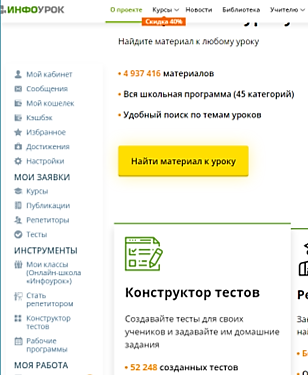 ИНФОУРОК
О проекте
Курсы
Новости
Библиотека
Учителю
Скидка 40%
Найдите материал к любому уроку
• 4 937 416 материалов
• Вся школьная программа (45 категорий)
• Удобный поиск по темам уроков
Найти материал к уроку
Мой кабинет
Сообщения
Мой кошелек
Кэшбэк
Избранное
Достижения
Настройки
МОИ ЗАЯВКИ
Курсы
Публикации
Репетиторы
Тесты
ИНСТРУМЕНТЫ
Мои классы
(Онлайн-школа
«Инфоурок»)
Стать
репетитором
Конструктор
тестов
Рабочие
программы
МОЯ РАБОТА
Конструктор тестов
Создавайте тесты для своих
учеников и задавайте им домашние
задания
• 52 248 созданных тестов